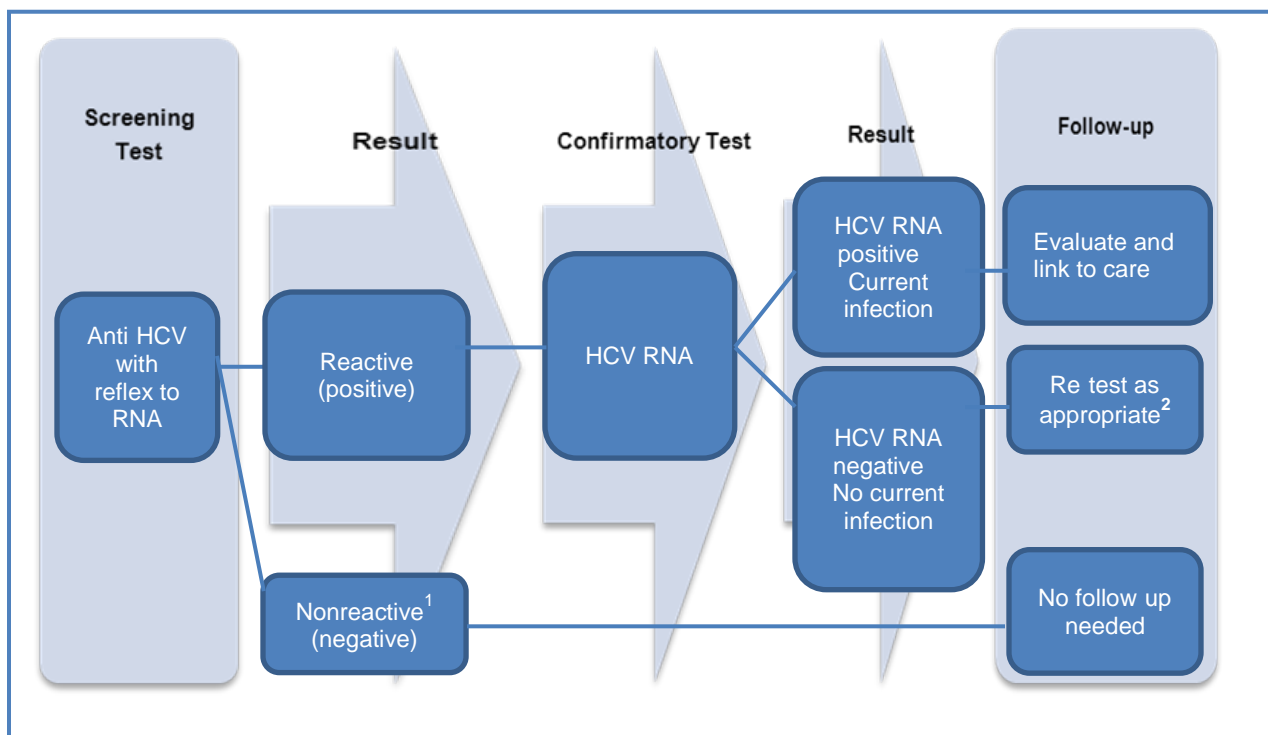 Screening
Test
Result
Confirmatory Test
Result
Follow-up
Anti HCV
with
reflex to
RNA
Reactive
(positive)
HCV RNA
HCV RNA
positive
Current
infection
Evaluate and
link to care
HCV RNA
negative
No current
infection
Re test as
appropriate²
Nonreactive¹
(negative)
No follow up
needed